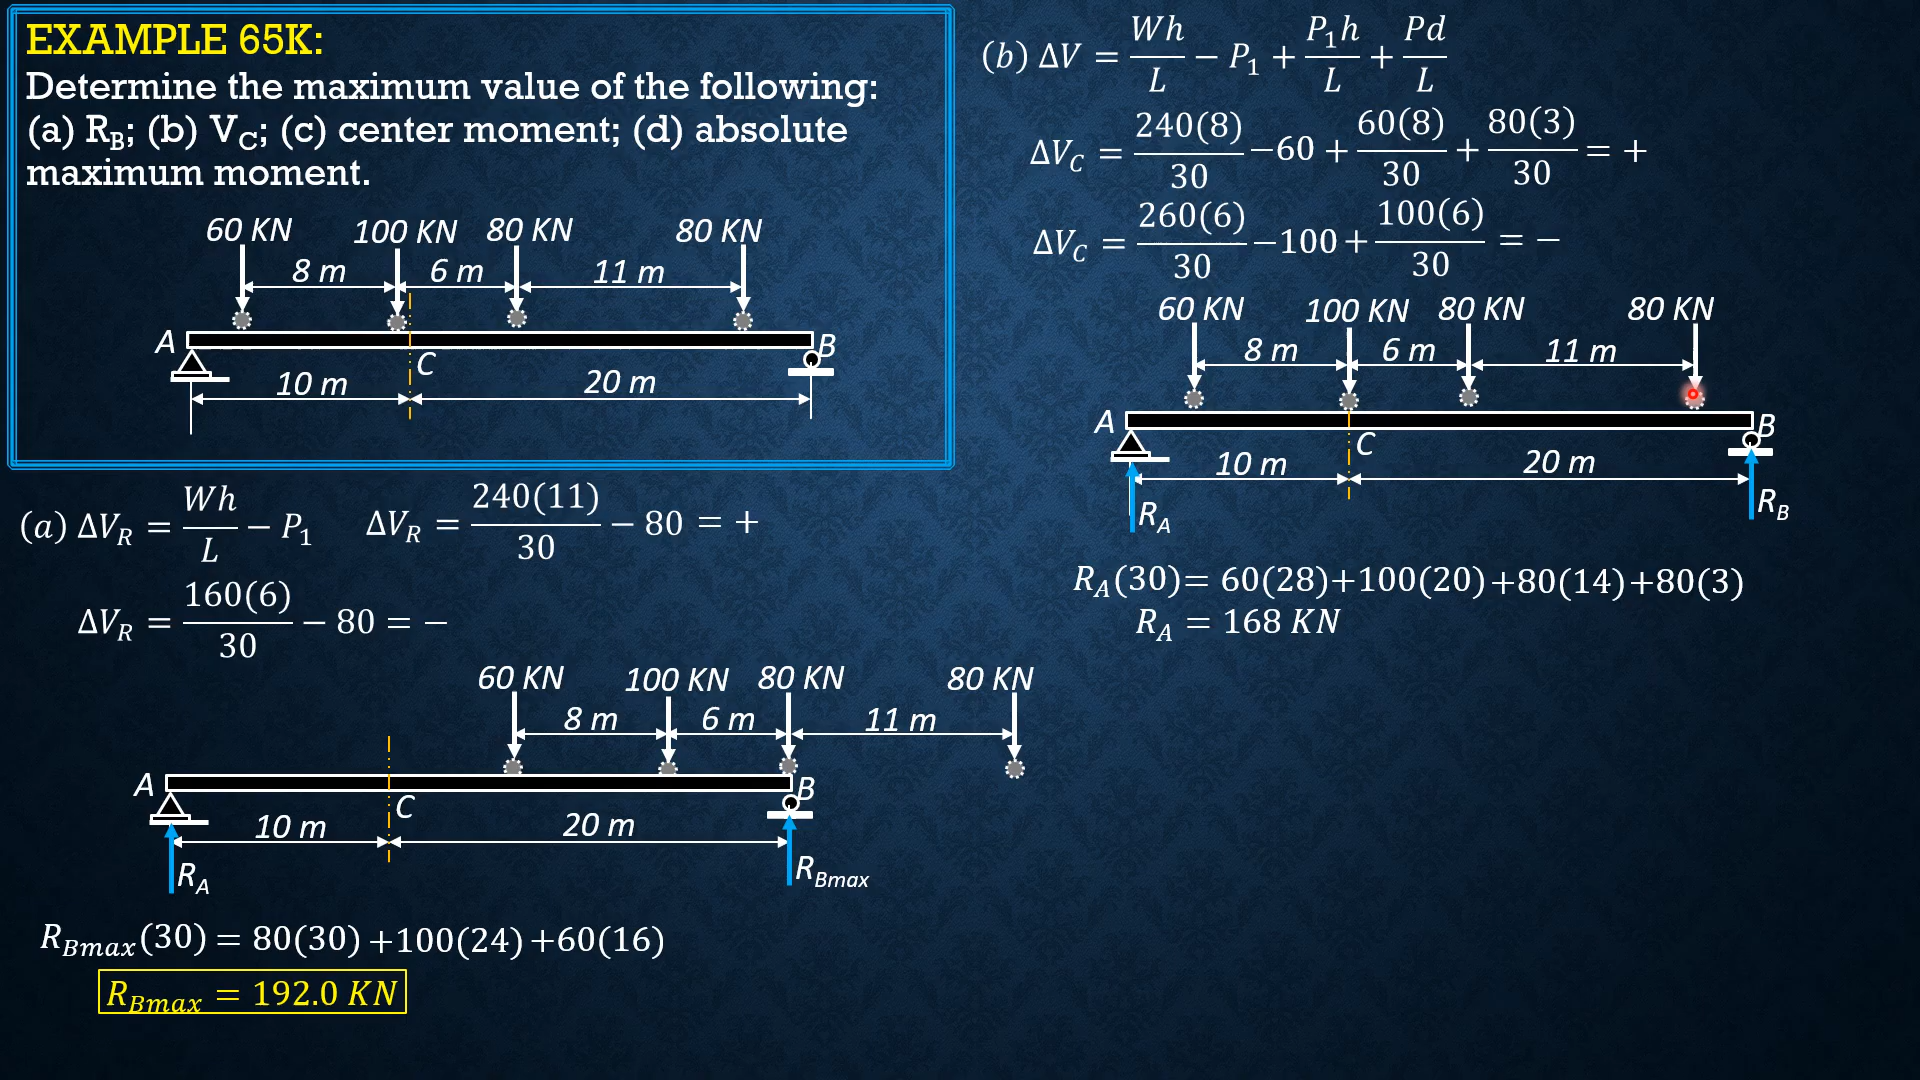 EXAMPLE 65K:
Determine the maximum value of the following:
(a) R_B; (b) V_C; (c) center moment; (d) absolute
maximum moment.
60 KN 100 KN 80 KN 80 KN
8 m 6 m 11 m
A B
C
10 m 20 m
(a) ΔV_R = Wh/L − P_1 ΔV_R = 240(11)/30 − 80 = +
ΔV_R = 160(6)/30 − 80 = −
60 KN 100 KN 80 KN 80 KN
8 m 6 m 11 m
A B
C
10 m 20 m
R_A R_Bmax
R_Bmax(30) = 80(30) +100(24) +60(16)
R_Bmax = 192.0 KN
(b) ΔV = Wh/L − P_1 + P_1h/L + Pd/L
ΔV_C = 240(8)/30 −60 + 60(8)/30 + 80(3)/30 = +
ΔV_C = 260(6)/30 −100 + 100(6)/30 = −
60 KN 100 KN 80 KN 80 KN
8 m 6 m 11 m
A B
C
10 m 20 m
R_A R_B
R_A(30)= 60(28)+100(20)+80(14)+80(3)
R_A = 168 KN